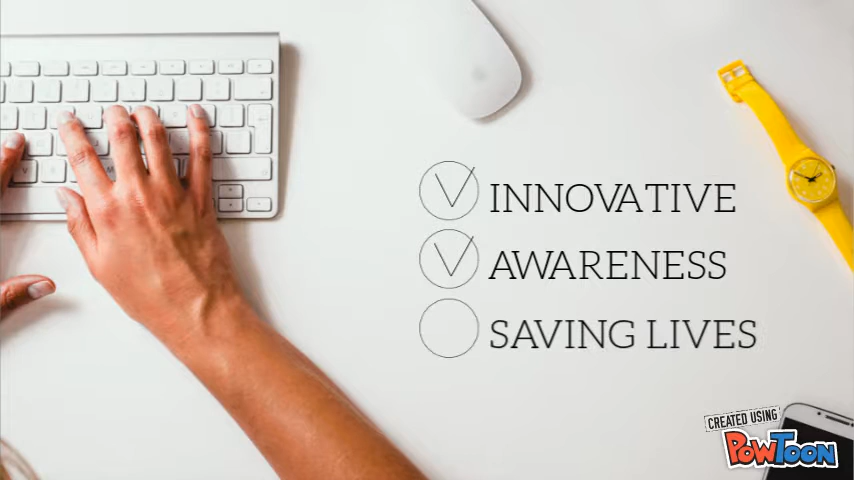 INNOVATIVE
AWARENESS
SAVING LIVES
CREATED USING
POWTOON